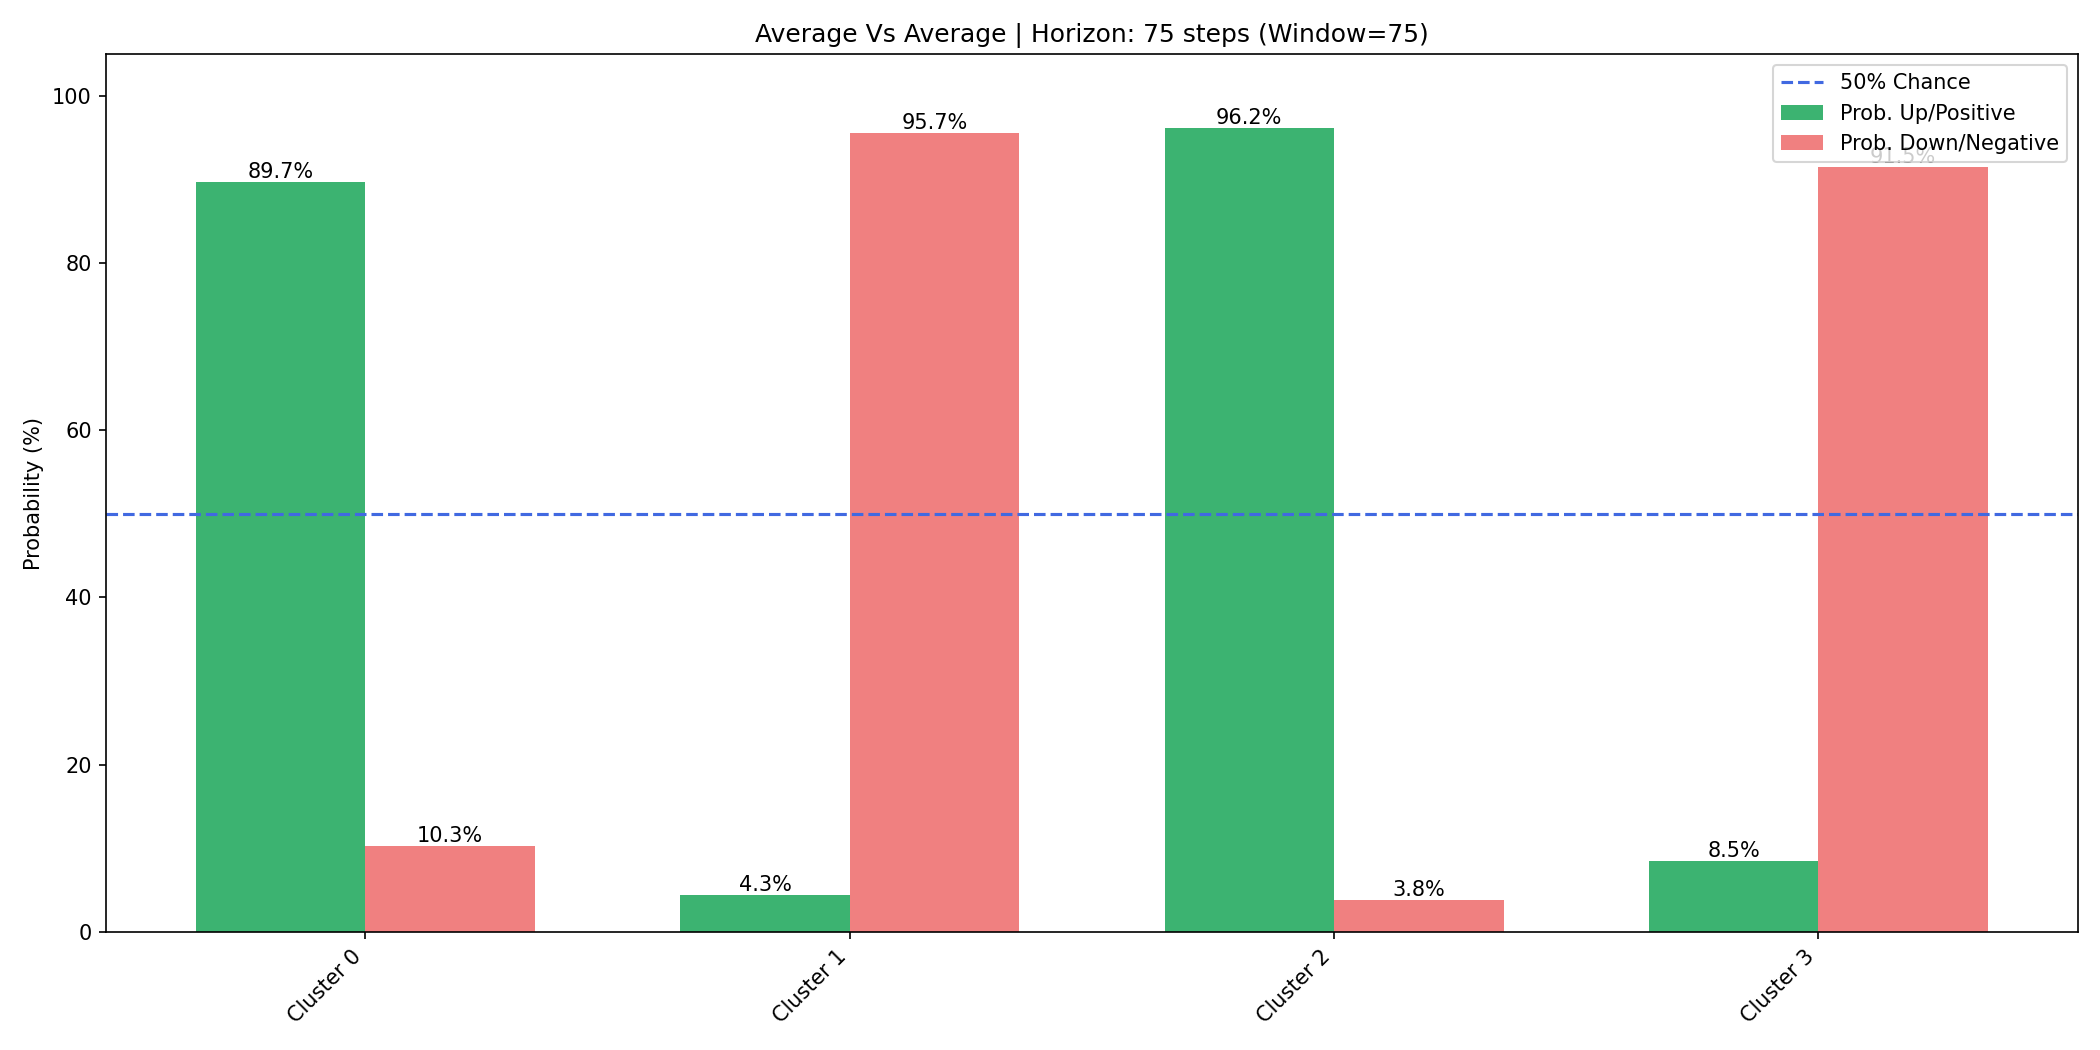 Average Vs Average | Horizon: 75 steps (Window=75)
50% Chance
Prob. Up/Positive
Prob. Down/Negative
Probability (%)
100
80
60
40
20
0
89.7%
10.3%
4.3%
95.7%
96.2%
3.8%
8.5%
91.5%
Cluster 0
Cluster 1
Cluster 2
Cluster 3